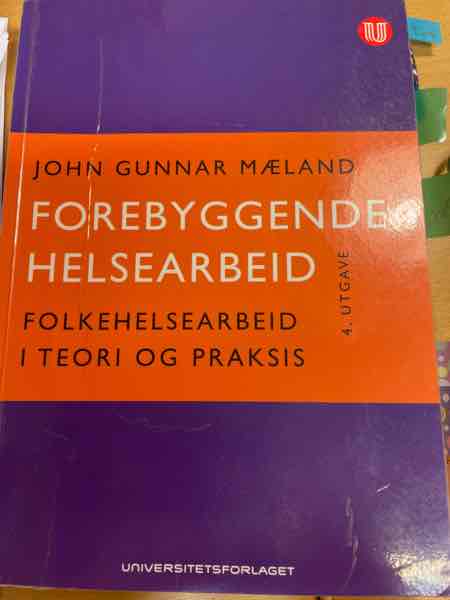 JOHN GUNNAR MÆLAND
FOREBYGGENDE
HELSEARBEID
4. UTGAVE
FOLKEHELSEARBEID
I TEORI OG PRAKSIS
UNIVERSITETSFORLAGET